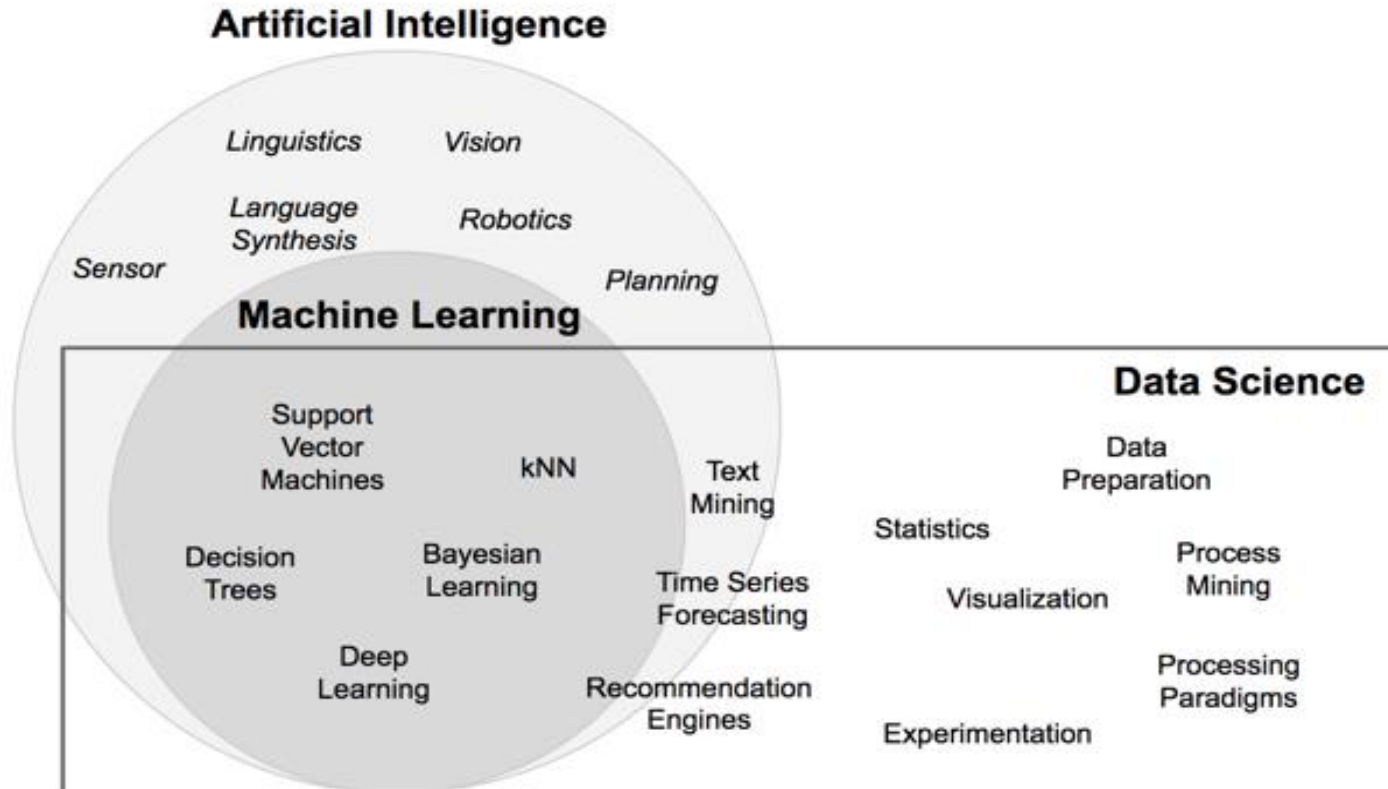 Artificial Intelligence
Linguistics
Vision
Language
Synthesis
Robotics
Sensor
Planning
Machine Learning
Data Science
Support
Vector
Machines
kNN
Text
Mining
Data
Preparation
Statistics
Decision
Trees
Bayesian
Learning
Time Series
Forecasting
Visualization
Process
Mining
Deep
Learning
Recommendation
Engines
Experimentation
Processing
Paradigms